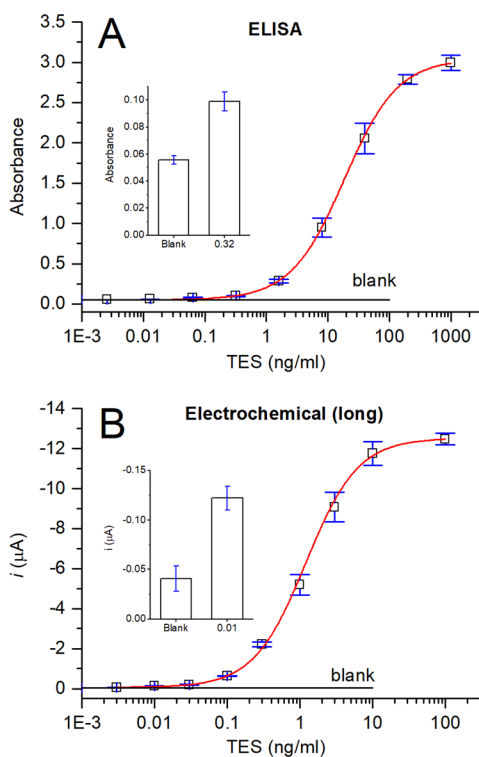 A
ELISA
3.5
3.0
2.5
2.0
1.5
1.0
0.5
0.0
Absorbance
0.10
0.08
0.06
0.04
0.02
0.00
Absorbance
Blank 0.32
blank
1E-3 0.01 0.1 1 10 100 1000
TES (ng/ml)
B
Electrochemical (long)
-14
-12
-10
-8
-6
-4
-2
0
i (µA)
-0.15
-0.10
-0.05
0.00
i (µA)
Blank 0.01
blank
1E-3 0.01 0.1 1 10 100
TES (ng/ml)